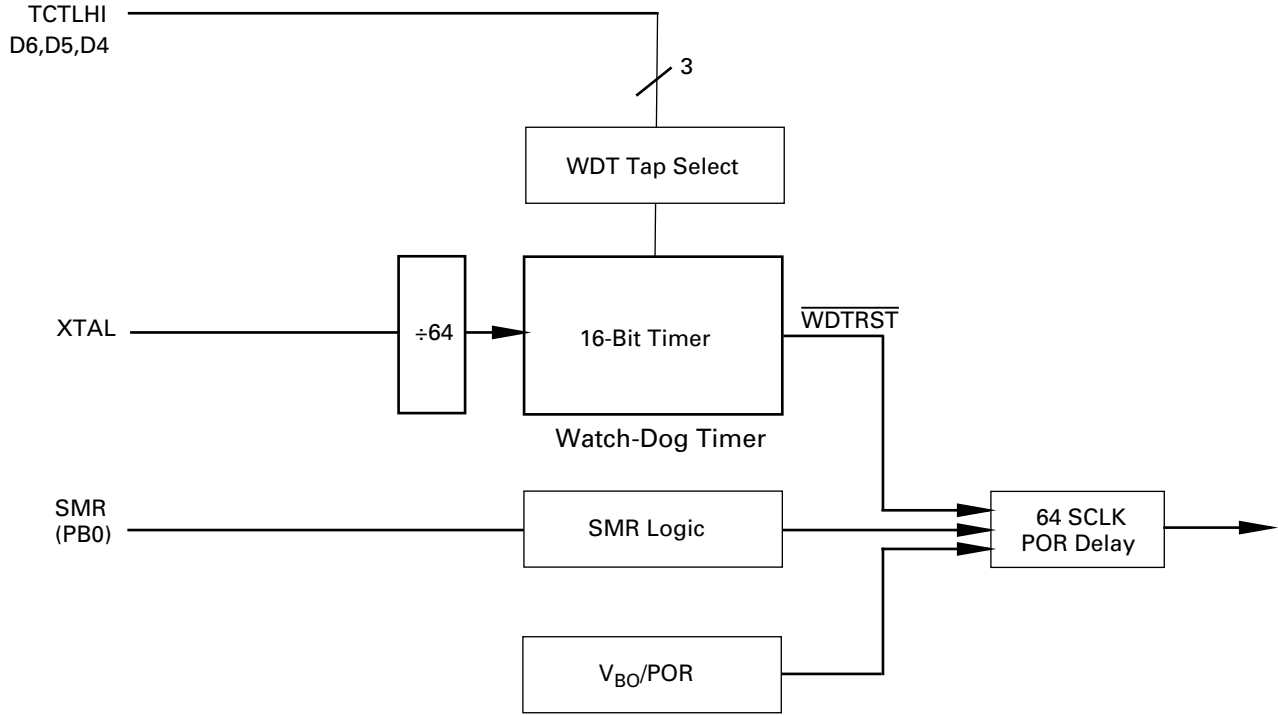 TCTLHI
D6,D5,D4
3
WDT Tap Select
XTAL
÷64
16-Bit Timer
WDTRST
Watch-Dog Timer
SMR
(PB0)
SMR Logic
64 SCLK
POR Delay
VBO/POR